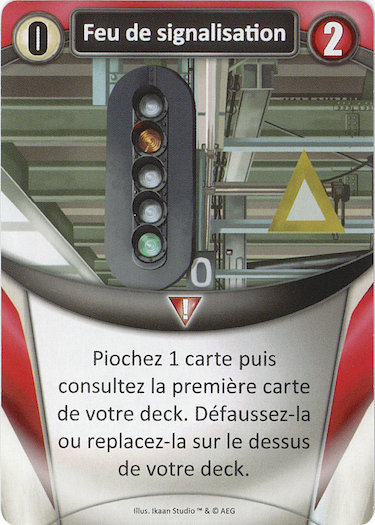 0 Feu de signalisation 2
0
!
Piochez 1 carte puis
consultez la première carte
de votre deck. Défaussez-la
ou replacez-la sur le dessus
de votre deck.
Illus. Ikaan Studio ™ & © AEG